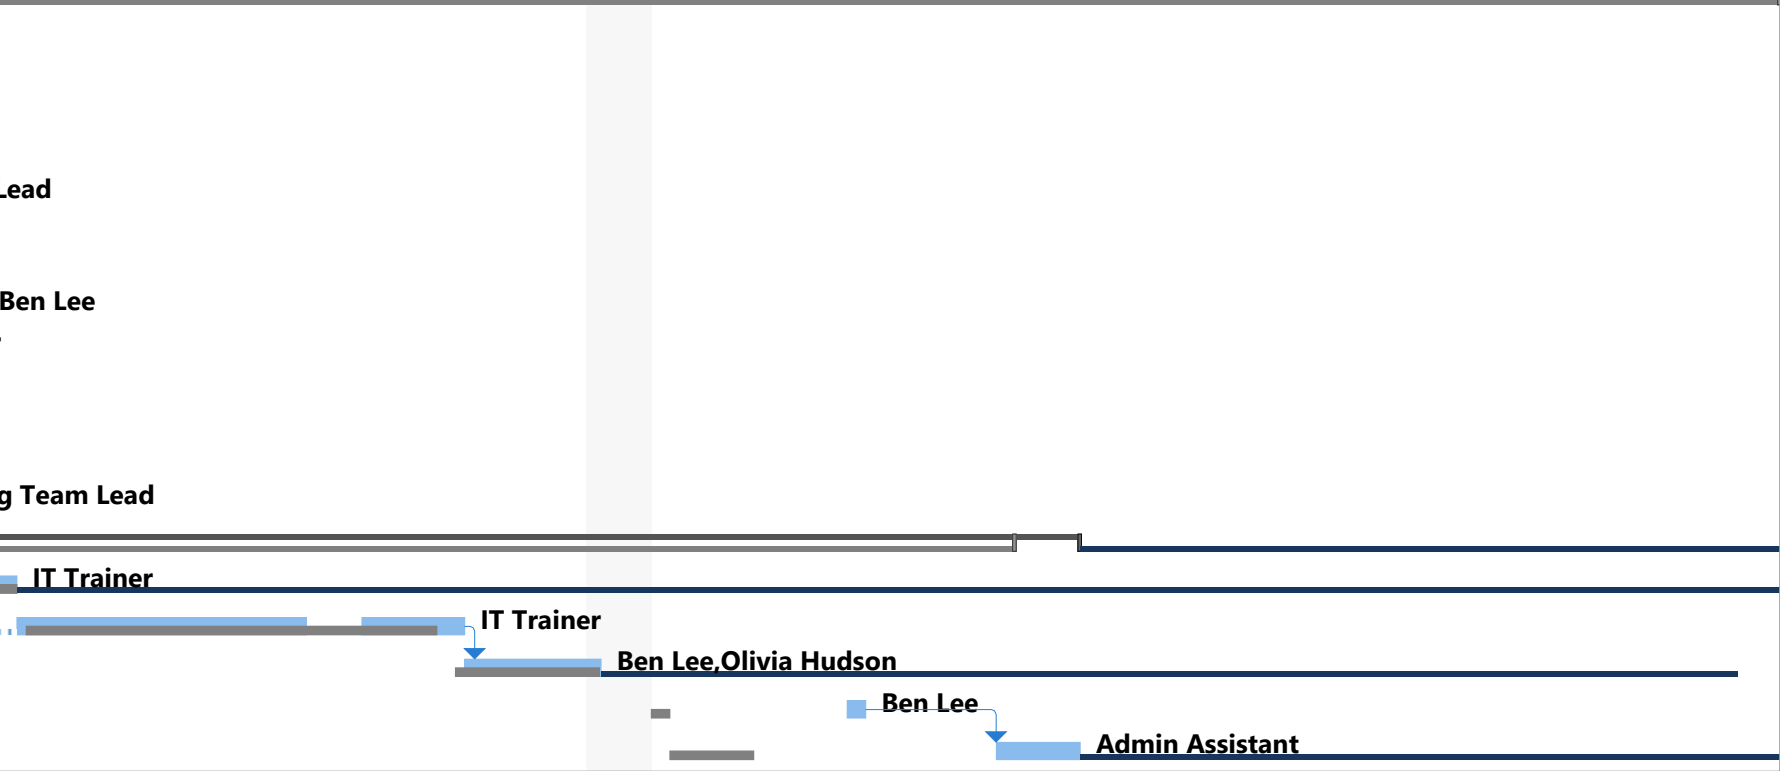 Lead
Ben Lee
g Team Lead
IT Trainer
IT Trainer
Ben Lee,Olivia Hudson
Ben Lee
Admin Assistant